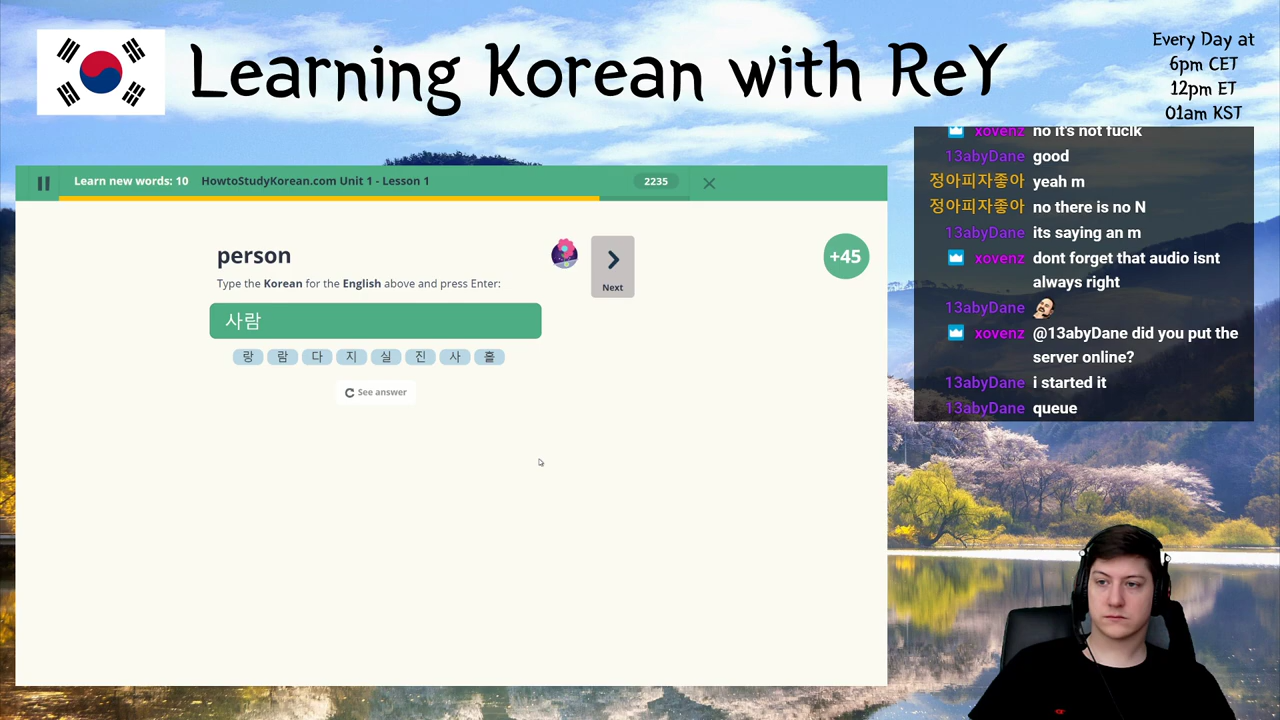 Learning Korean with ReY
Every Day at
6pm CET
12pm ET
01am KST
Learn new words: 10 HowtoStudyKorean.com Unit 1 - Lesson 1
2235
person
Next
+45
Type the Korean for the English above and press Enter:
사람
랑 람 다 지 실 진 사 흘
See answer
xovenz no it's not fucIk
13abyDane good
정아피자좋아 yeah m
정아피자좋아 no there is no N
13abyDane its saying an m
xovenz dont forget that audio isnt
always right
13abyDane
xovenz @13abyDane did you put the
server online?
13abyDane i started it
13abyDane queue